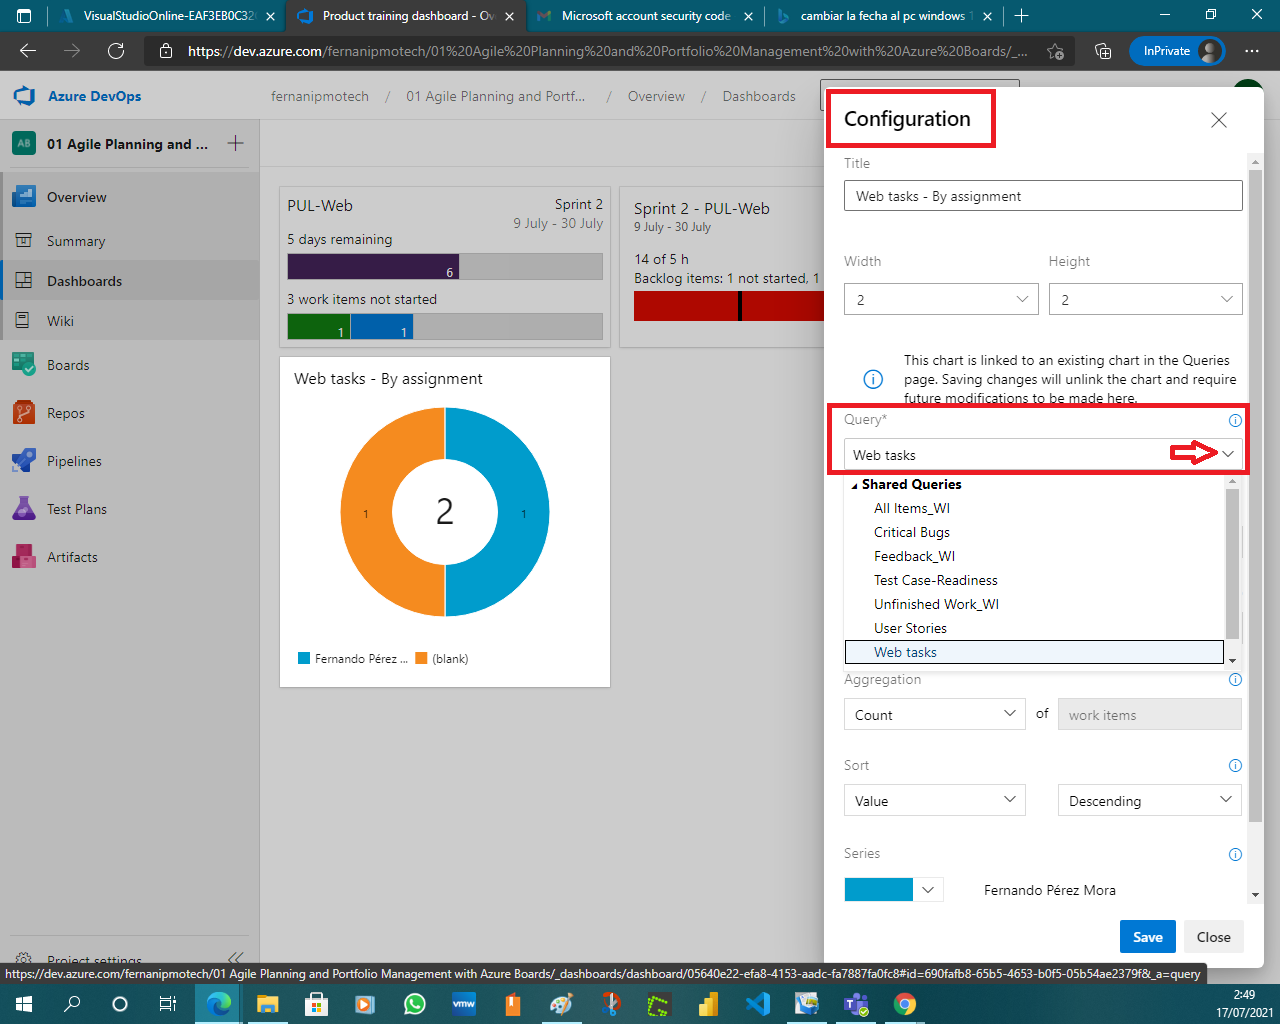 VisualStudioOnline-EAF3EB0C32
Product training dashboard - Ov
Microsoft account security code
cambiar la fecha al pc windows 1
https://dev.azure.com/fernanipmotech/01%20Agile%20Planning%20and%20Portfolio%20Management%20with%20Azure%20Boards/_...
InPrivate
Azure DevOps
fernanipmotech / 01 Agile Planning and Portf... / Overview / Dashboards
AB
01 Agile Planning and ...
Overview
Summary
Dashboards
Wiki
Boards
Repos
Pipelines
Test Plans
Artifacts
Project settings
PUL-Web
Sprint 2
9 July - 30 July
5 days remaining
6
3 work items not started
1
1
Sprint 2 - PUL-Web
9 July - 30 July
14 of 5 h
Backlog items: 1 not started, 1
Web tasks - By assignment
1
2
1
Fernando Pérez ...
(blank)
Configuration
Title
Web tasks - By assignment
Width
Height
2
2
This chart is linked to an existing chart in the Queries
page. Saving changes will unlink the chart and require
future modifications to be made here.
Query*
Web tasks
Shared Queries
All Items_WI
Critical Bugs
Feedback_WI
Test Case-Readiness
Unfinished Work_WI
User Stories
Web tasks
Aggregation
Count
of
work items
Sort
Value
Descending
Series
Fernando Pérez Mora
Save
Close
https://dev.azure.com/fernanipmotech/01 Agile Planning and Portfolio Management with Azure Boards/_dashboards/dashboard/05640e22-efa8-4153-aadc-fa7887fa0fc8#id=690fafb8-65b5-4653-b0f5-05b54ae2379f&_a=query
vmw
2:49
17/07/2021